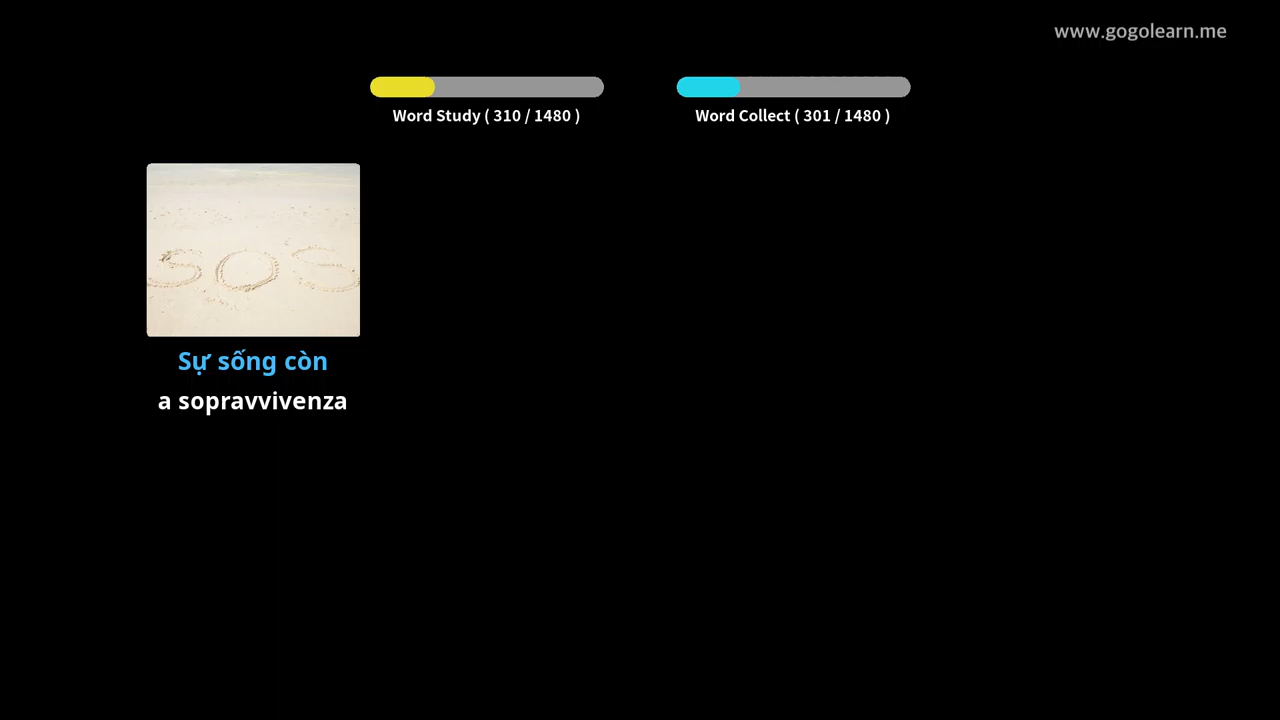 www.gogolearn.me
Word Study ( 310 / 1480 )
Word Collect ( 301 / 1480 )
SOS
Sự sống còn
a sopravvivenza